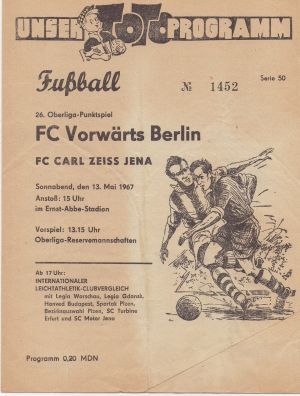 UNSER TOTO-PROGRAMM
Fußball
№ 1452
Serie 50
26. Oberliga-Punktspiel
FC Vorwärts Berlin
FC CARL ZEISS JENA
Sonnabend, den 13. Mai 1967
Anstoß: 15 Uhr
im Ernst-Abbe-Stadion
Vorspiel: 13.15 Uhr
Oberliga-Reservemannschaften
Ab 17 Uhr:
INTERNATIONALER
LEICHTATHLETIK-CLUBVERGLEICH
mit Legia Warschau, Legia Gdansk,
Honved Budapest, Spartak Pilzen,
Bezirksauswahl Plzen, SC Turbine
Erfurt und SC Motor Jena
Programm 0,20 MDN